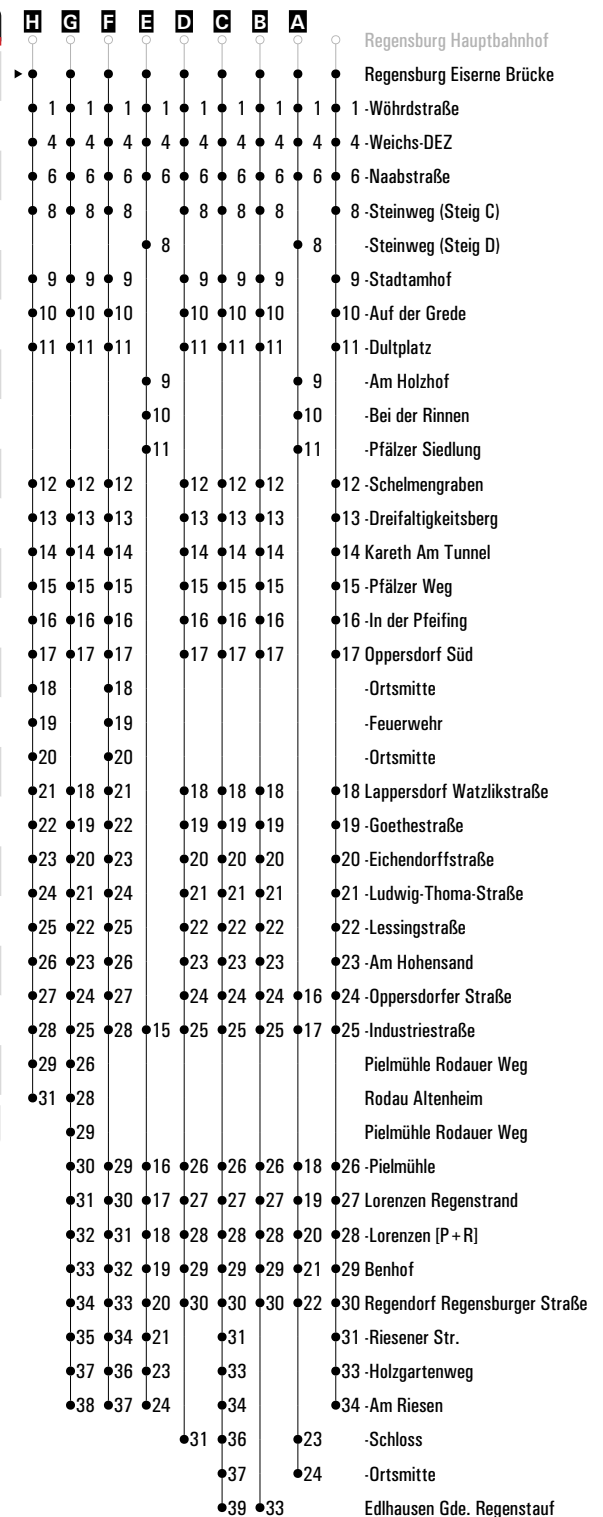 H G F E D C B A
Regensburg Hauptbahnhof
Regensburg Eiserne Brücke
1 1 1 1 1 1 1 1 1 -Wöhrdstraße
4 4 4 4 4 4 4 4 4 -Weichs-DEZ
6 6 6 6 6 6 6 6 6 -Naabstraße
8 8 8 8 8 8 8 -Steinweg (Steig C)
8 8 -Steinweg (Steig D)
9 9 9 9 9 9 9 -Stadtamhof
10 10 10 10 10 10 10 -Auf der Grede
11 11 11 11 11 11 11 -Dultplatz
9 9 -Am Holzhof
10 10 -Bei der Rinnen
11 11 -Pfälzer Siedlung
12 12 12 12 12 12 12 -Schelmengraben
13 13 13 13 13 13 13 -Dreifaltigkeitsberg
14 14 14 14 14 14 14 Kareth Am Tunnel
15 15 15 15 15 15 15 -Pfälzer Weg
16 16 16 16 16 16 16 -In der Pfeifing
17 17 17 17 17 17 17 Oppersdorf Süd
18 18 -Ortsmitte
19 19 -Feuerwehr
20 20 -Ortsmitte
21 18 21 18 18 18 18 Lappersdorf Watzlikstraße
22 19 22 19 19 19 19 -Goethestraße
23 20 23 20 20 20 20 -Eichendorffstraße
24 21 24 21 21 21 21 -Ludwig-Thoma-Straße
25 22 25 22 22 22 22 -Lessingstraße
26 23 26 23 23 23 23 -Am Hohensand
27 24 27 24 24 24 16 24 -Oppersdorfer Straße
28 25 28 15 25 25 25 17 25 -Industriestraße
29 26 Pielmühle Rodauer Weg
31 28 Rodau Altenheim
29 Pielmühle Rodauer Weg
30 29 16 26 26 26 18 26 -Pielmühle
31 30 17 27 27 27 19 27 Lorenzen Regenstrand
32 31 18 28 28 28 20 28 -Lorenzen [P+R]
33 32 19 29 29 29 21 29 Benhof
34 33 20 30 30 30 22 30 Regendorf Regensburger Straße
35 34 21 31 31 -Riesener Str.
37 36 23 33 33 -Holzgartenweg
38 37 24 34 34 -Am Riesen
31 36 23 -Schloss
37 24 -Ortsmitte
39 33 Edlhausen Gde. Regenstauf